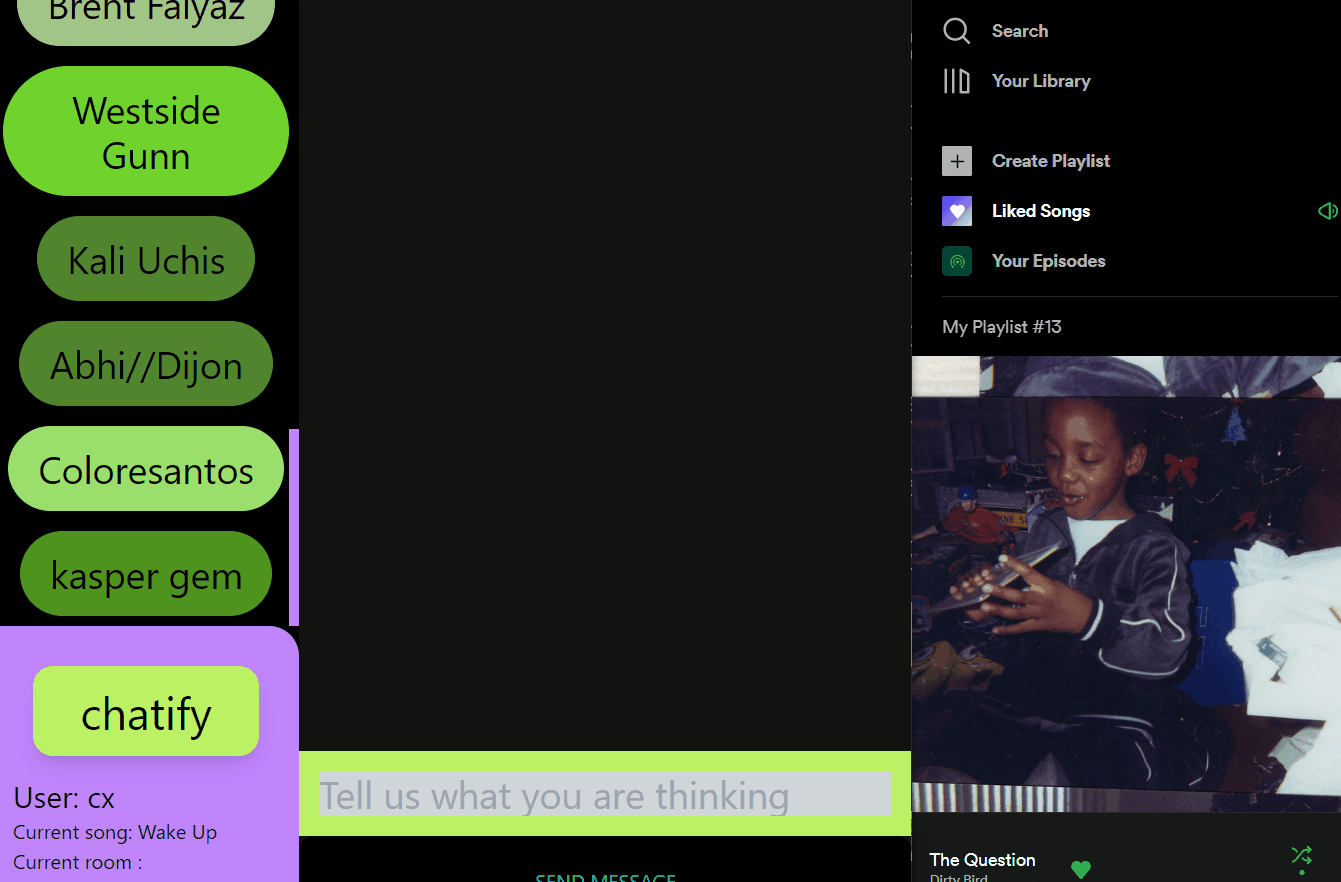 Brent Faiyaz
Westside
Gunn
Kali Uchis
Abhi//Dijon
Coloresantos
kasper gem
chatify
User: cx
Current song: Wake Up
Current room :
Tell us what you are thinking
SEND MESSAGE
Search
Your Library
Create Playlist
Liked Songs
Your Episodes
My Playlist #13
The Question
Dirty Bird